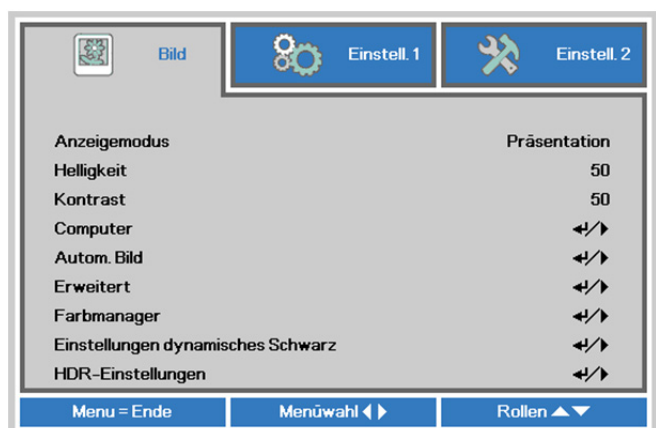 Bild Einstell. 1 Einstell. 2
Anzeigemodus Präsentation
Helligkeit 50
Kontrast 50
Computer ↵/▶
Autom. Bild ↵/▶
Erweitert ↵/▶
Farbmanager ↵/▶
Einstellungen dynamisches Schwarz ↵/▶
HDR-Einstellungen ↵/▶
Menu = Ende Menüwahl ◀ ▶ Rollen ▲▼